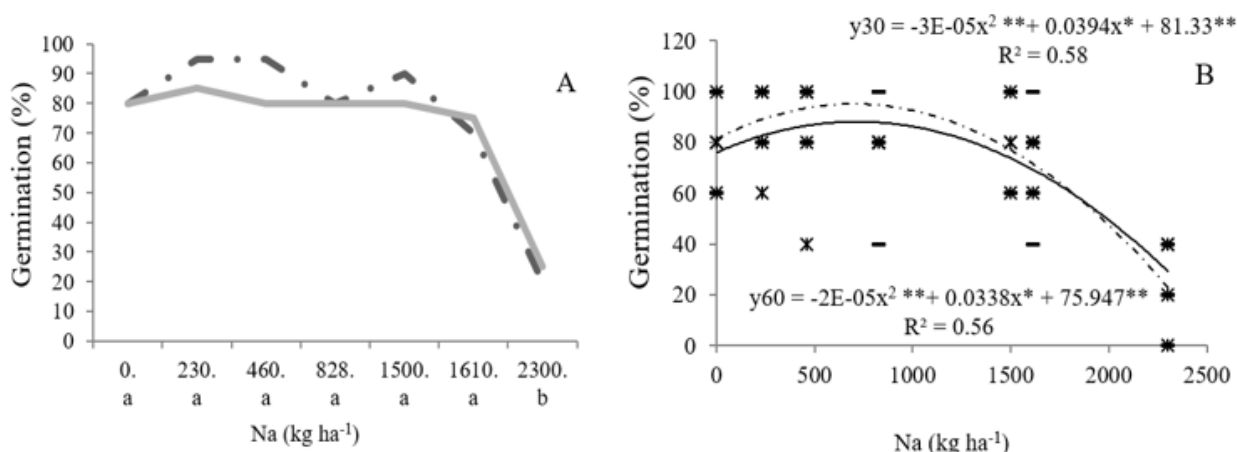 100
90
80
70
60
50
40
30
20
10
0
Germination (%)
A
0. 230. 460. 828. 1500. 1610. 2300.
a a a a a a b
Na (kg ha⁻¹)
y30 = -3E-05x² **+ 0.0394x* + 81.33**
R² = 0.58
B
120
100
80
60
40
20
0
Germination (%)
y60 = -2E-05x² **+ 0.0338x* + 75.947**
R² = 0.56
0 500 1000 1500 2000 2500
Na (kg ha⁻¹)